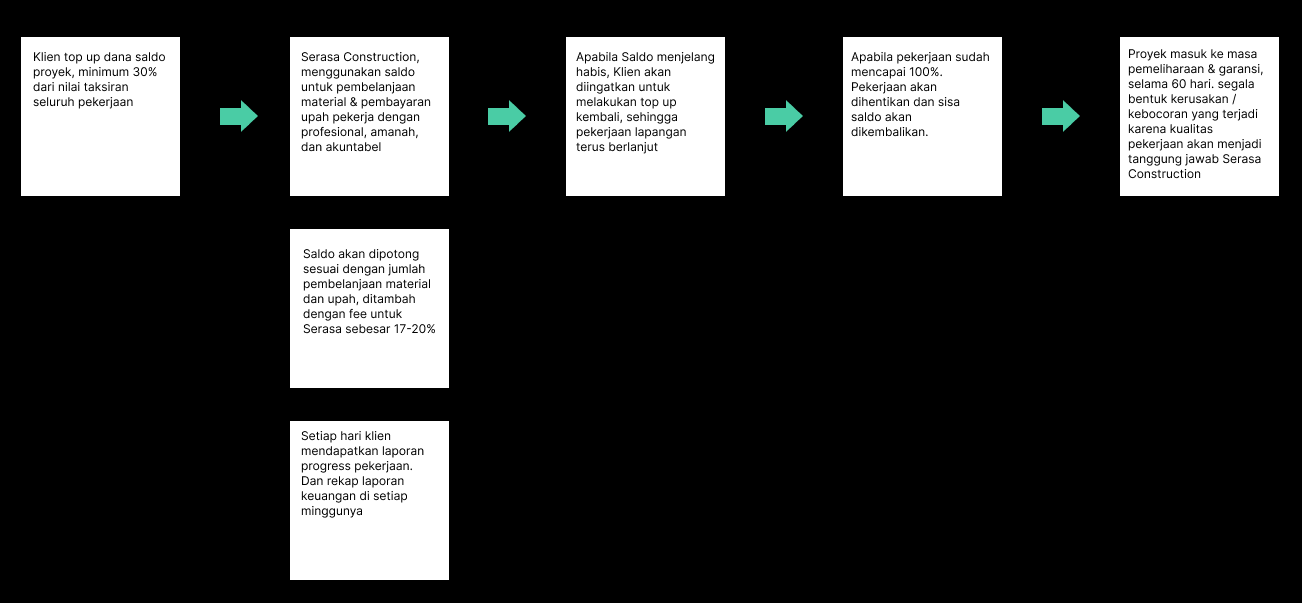 Klien top up dana saldo
proyek, minimum 30%
dari nilai taksiran
seluruh pekerjaan
Serasa Construction,
menggunakan saldo
untuk pembelanjaan
material & pembayaran
upah pekerja dengan
profesional, amanah,
dan akuntabel
Saldo akan dipotong
sesuai dengan jumlah
pembelanjaan material
dan upah, ditambah
dengan fee untuk
Serasa sebesar 17-20%
Setiap hari klien
mendapatkan laporan
progress pekerjaan.
Dan rekap laporan
keuangan di setiap
minggunya
Apabila Saldo menjelang
habis, Klien akan
diingatkan untuk
melakukan top up
kembali, sehingga
pekerjaan lapangan
terus berlanjut
Apabila pekerjaan sudah
mencapai 100%.
Pekerjaan akan
dihentikan dan sisa
saldo akan
dikembalikan.
Proyek masuk ke masa
pemeliharaan & garansi,
selama 60 hari. segala
bentuk kerusakan /
kebocoran yang terjadi
karena kualitas
pekerjaan akan menjadi
tanggung jawab Serasa
Construction